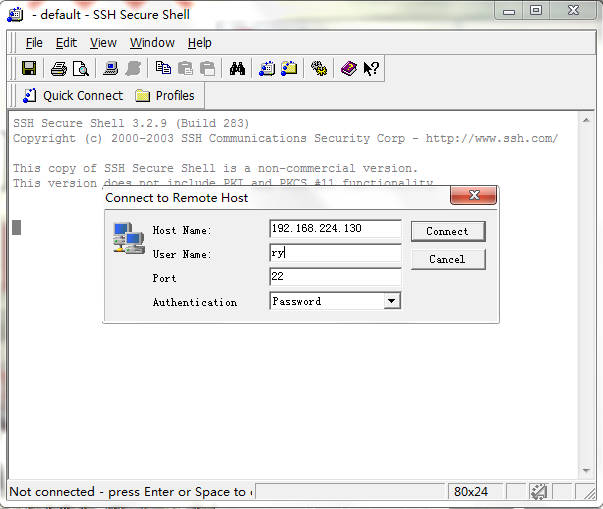 - default - SSH Secure Shell
File Edit View Window Help
Quick Connect Profiles
SSH Secure Shell 3.2.9 (Build 283)
Copyright (c) 2000-2003 SSH Communications Security Corp - http://www.ssh.com/
This copy of SSH Secure Shell is a non-commercial version.
This version does not include PKI and PKCS #11 functionality
Connect to Remote Host
Host Name: 192.168.224.130 Connect
User Name: ry Cancel
Port 22
Authentication Password
Not connected - press Enter or Space to 80x24